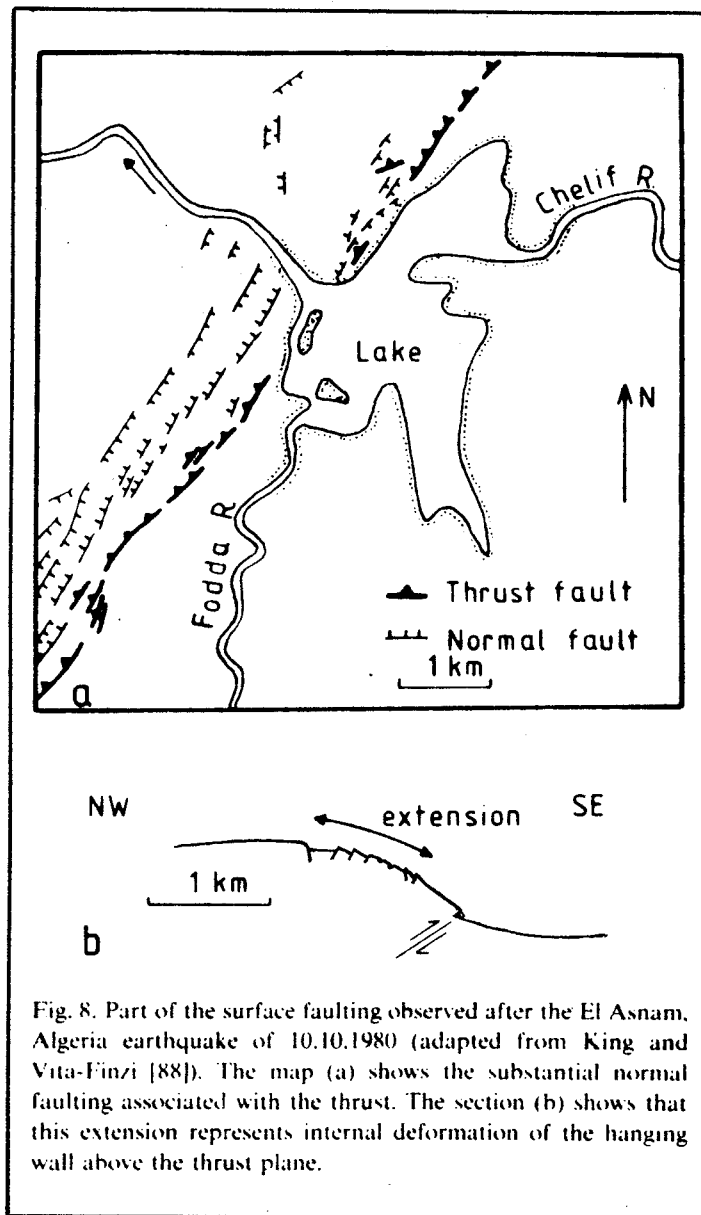 Chelif R
Lake
N
Fodda R
Thrust fault
Normal fault
1 km
a
NW
extension
SE
1 km
b
Fig. 8. Part of the surface faulting observed after the El Asnam,
Algeria earthquake of 10.10.1980 (adapted from King and
Vita-Finzi [88]). The map (a) shows the substantial normal
faulting associated with the thrust. The section (b) shows that
this extension represents internal deformation of the hanging
wall above the thrust plane.